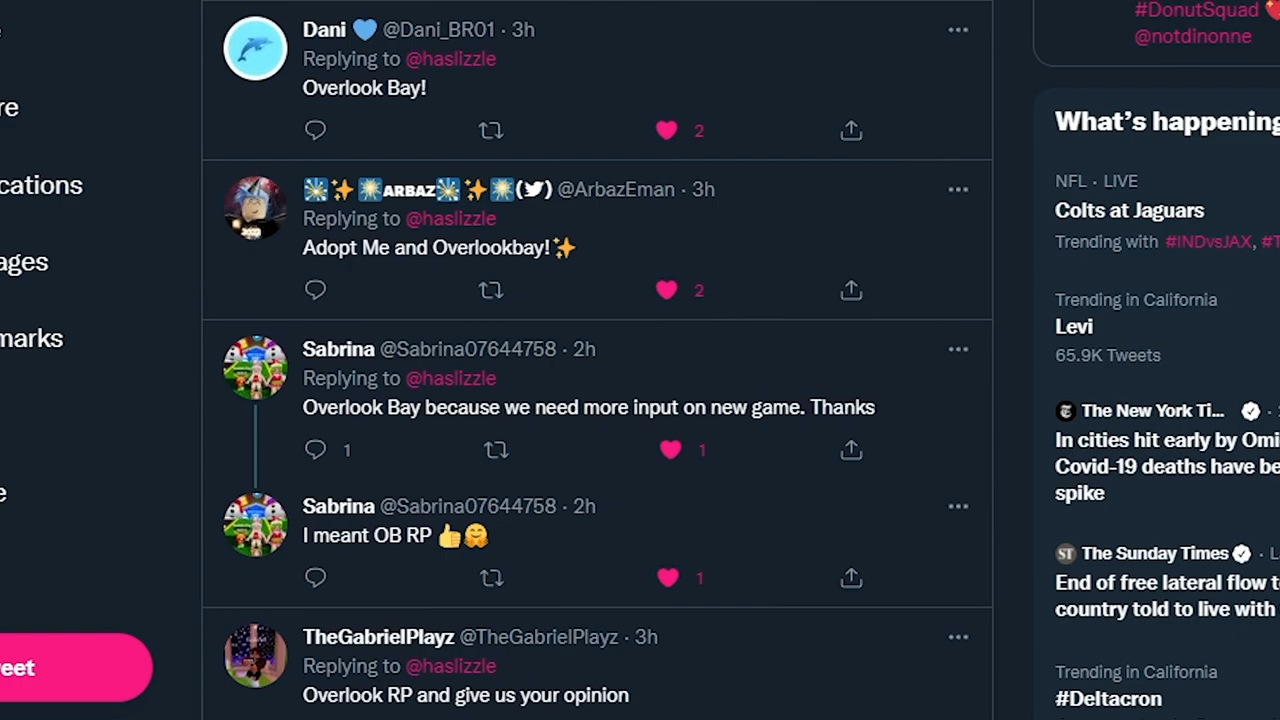 Dani 💙 @Dani_BR01 · 3h
Replying to @haslizzle
Overlook Bay!
2
🎆✨🎇ARBAZ🎆✨🎇( ) @ArbazEman · 3h
Replying to @haslizzle
Adopt Me and Overlookbay!✨
2
Sabrina @Sabrina07644758 · 2h
Replying to @haslizzle
Overlook Bay because we need more input on new game. Thanks
1 1
Sabrina @Sabrina07644758 · 2h
I meant OB RP 👍🤗
1
TheGabrielPlayz @TheGabrielPlayz · 3h
Replying to @haslizzle
Overlook RP and give us your opinion
#DonutSquad
@notdinonne
What's happening
NFL · LIVE
Colts at Jaguars
Trending with #INDvsJAX,
Trending in California
Levi
65.9K Tweets
The New York Ti... ·
In cities hit early by Omi
Covid-19 deaths have be
spike
ST The Sunday Times ·
End of free lateral flow t
country told to live with
Trending in California
#Deltacron
re
cations
ages
marks
e
eet